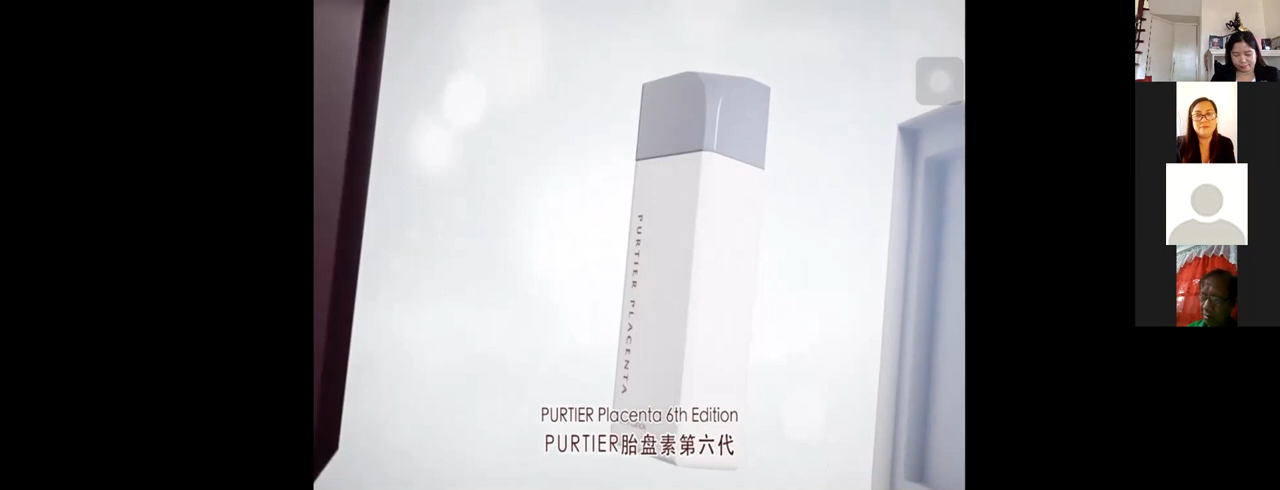 PURTIER PLACENTA
PURTIER Placenta 6th Edition
PURTIER胎盘素第六代